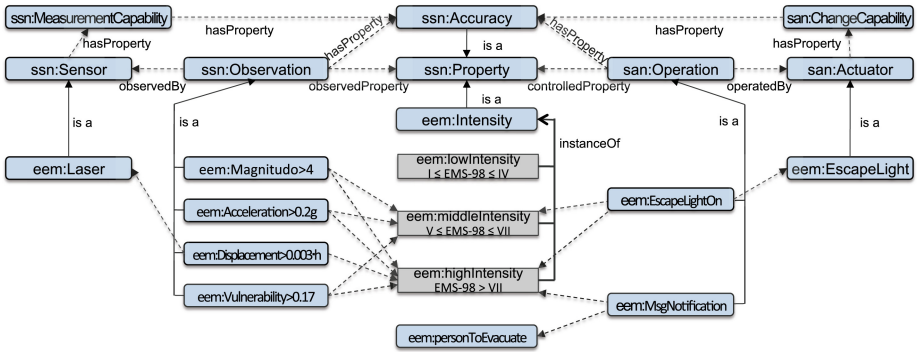 ssn:MeasurementCapability
ssn:Accuracy
san:ChangeCapability
hasProperty
hasProperty
hasProperty
hasProperty
hasProperty
hasProperty
is a
ssn:Sensor
ssn:Observation
ssn:Property
san:Operation
san:Actuator
observedBy
observedProperty
controlledProperty
operatedBy
is a
is a
is a
is a
is a
eem:Intensity
instanceOf
eem:Laser
eem:Magnitudo>4
eem:lowIntensity
I ≤ EMS-98 ≤ IV
eem:EscapeLight
eem:Acceleration>0.2g
eem:middleIntensity
V ≤ EMS-98 ≤ VII
eem:EscapeLightOn
eem:Displacement>0.003·h
eem:highIntensity
EMS-98 > VII
eem:Vulnerability>0.17
eem:MsgNotification
eem:personToEvacuate